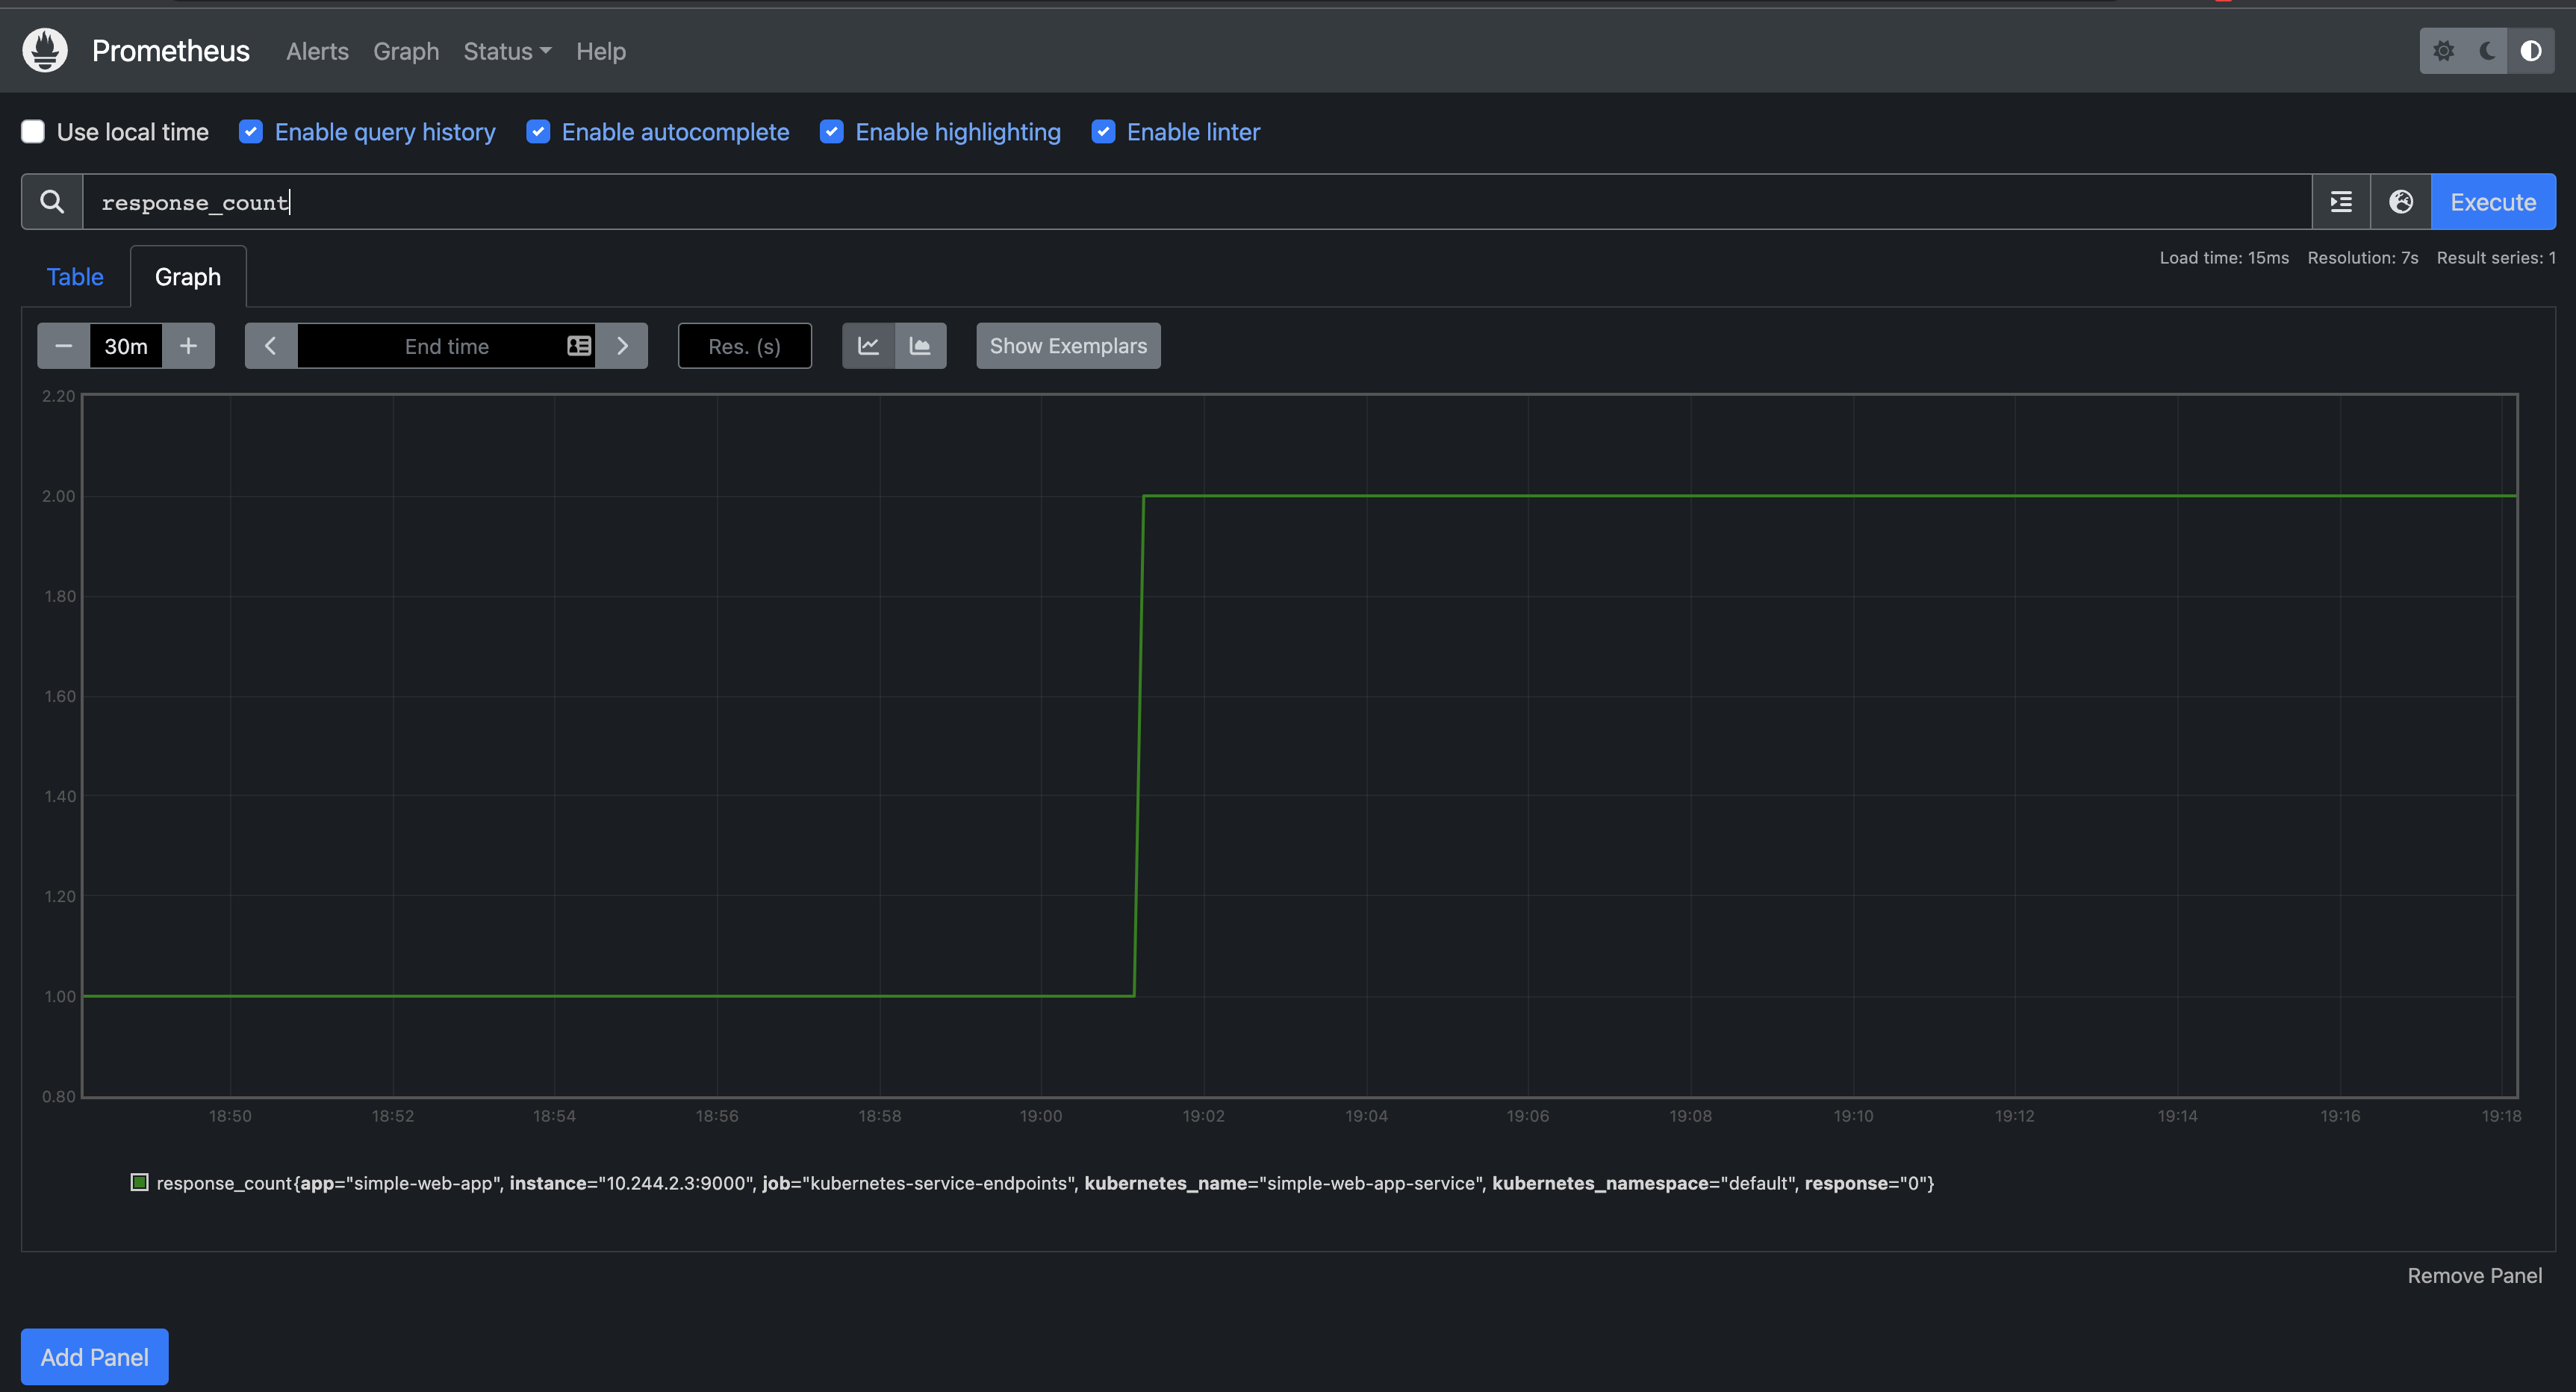 Prometheus Alerts Graph Status Help
Use local time Enable query history Enable autocomplete Enable highlighting Enable linter
response_count Execute
Load time: 15ms Resolution: 7s Result series: 1
Table Graph
30m End time Res. (s) Show Exemplars
2.20
2.00
1.80
1.60
1.40
1.20
1.00
0.80
18:50 18:52 18:54 18:56 18:58 19:00 19:02 19:04 19:06 19:08 19:10 19:12 19:14 19:16 19:18
response_count{app="simple-web-app", instance="10.244.2.3:9000", job="kubernetes-service-endpoints", kubernetes_name="simple-web-app-service", kubernetes_namespace="default", response="0"}
Remove Panel
Add Panel